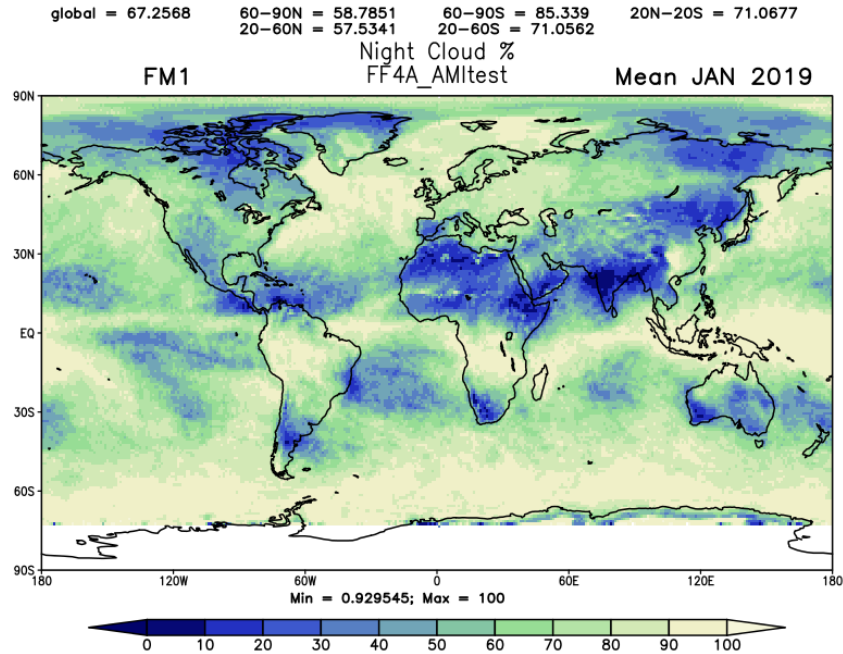 global = 67.2568 60-90N = 58.7851 60-90S = 85.339 20N-20S = 71.0677
20-60N = 57.5341 20-60S = 71.0562
Night Cloud %
FM1 FF4A_AMItest Mean JAN 2019
90N
60N
30N
EQ
30S
60S
90S
180 120W 60W 0 60E 120E 180
Min = 0.929545; Max = 100
0 10 20 30 40 50 60 70 80 90 100